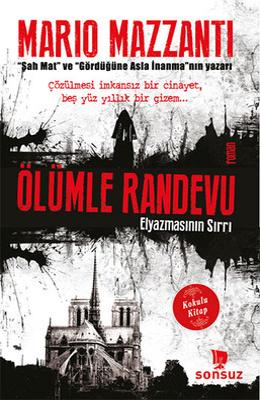 MARIO MAZZANTI
"Şah Mat" ve "Gördüğüne Asla İnanma"nın yazarı
Çözülmesi imkansız bir cinayet,
beş yüz yıllık bir gizem...
roman
ÖLÜMLE RANDEVU
Elyazmasının Sırrı
Kokulu
Kitap
sonsuz